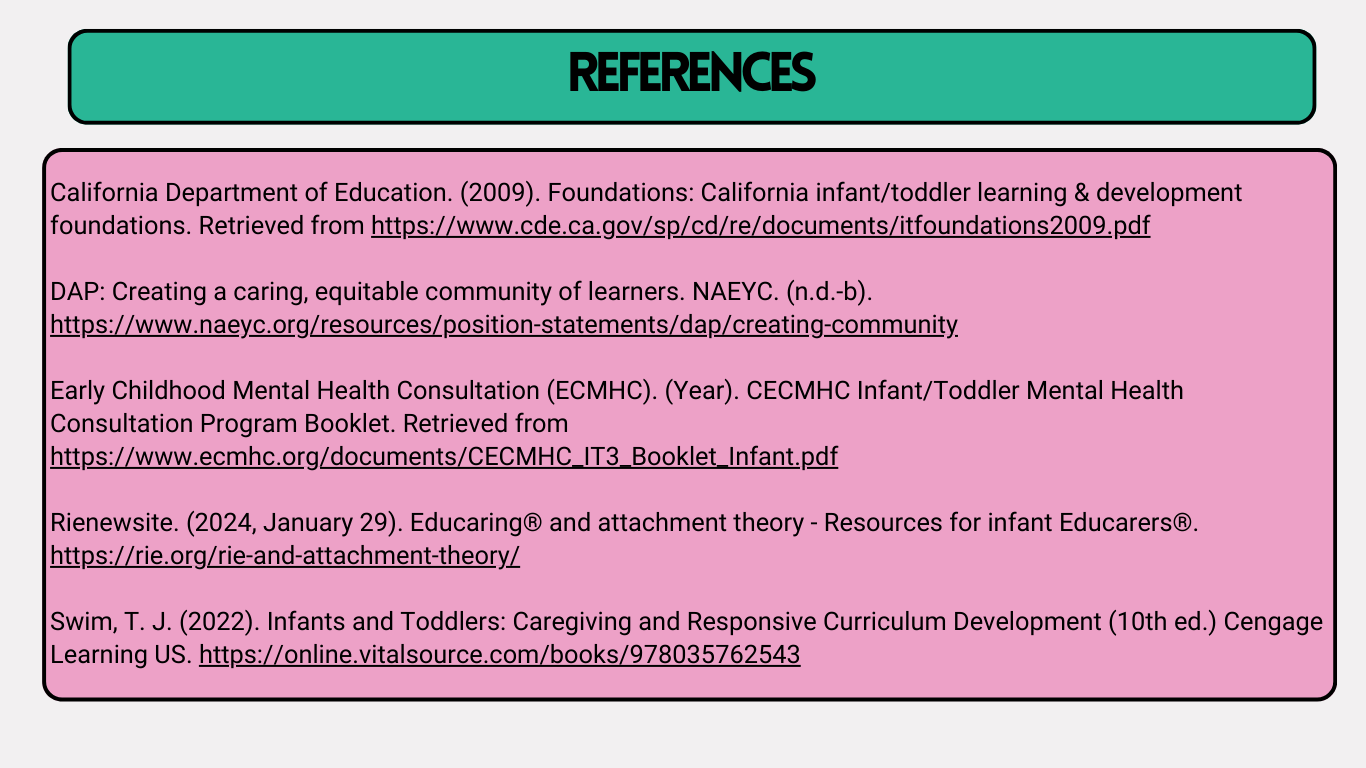 REFERENCES
California Department of Education. (2009). Foundations: California infant/toddler learning & development
foundations. Retrieved from https://www.cde.ca.gov/sp/cd/re/documents/itfoundations2009.pdf
DAP: Creating a caring, equitable community of learners. NAEYC. (n.d.-b).
https://www.naeyc.org/resources/position-statements/dap/creating-community
Early Childhood Mental Health Consultation (ECMHC). (Year). CECMHC Infant/Toddler Mental Health
Consultation Program Booklet. Retrieved from
https://www.ecmhc.org/documents/CECMHC_IT3_Booklet_Infant.pdf
Rienewsite. (2024, January 29). Educaring® and attachment theory - Resources for infant Educarers®.
https://rie.org/rie-and-attachment-theory/
Swim, T. J. (2022). Infants and Toddlers: Caregiving and Responsive Curriculum Development (10th ed.) Cengage
Learning US. https://online.vitalsource.com/books/978035762543